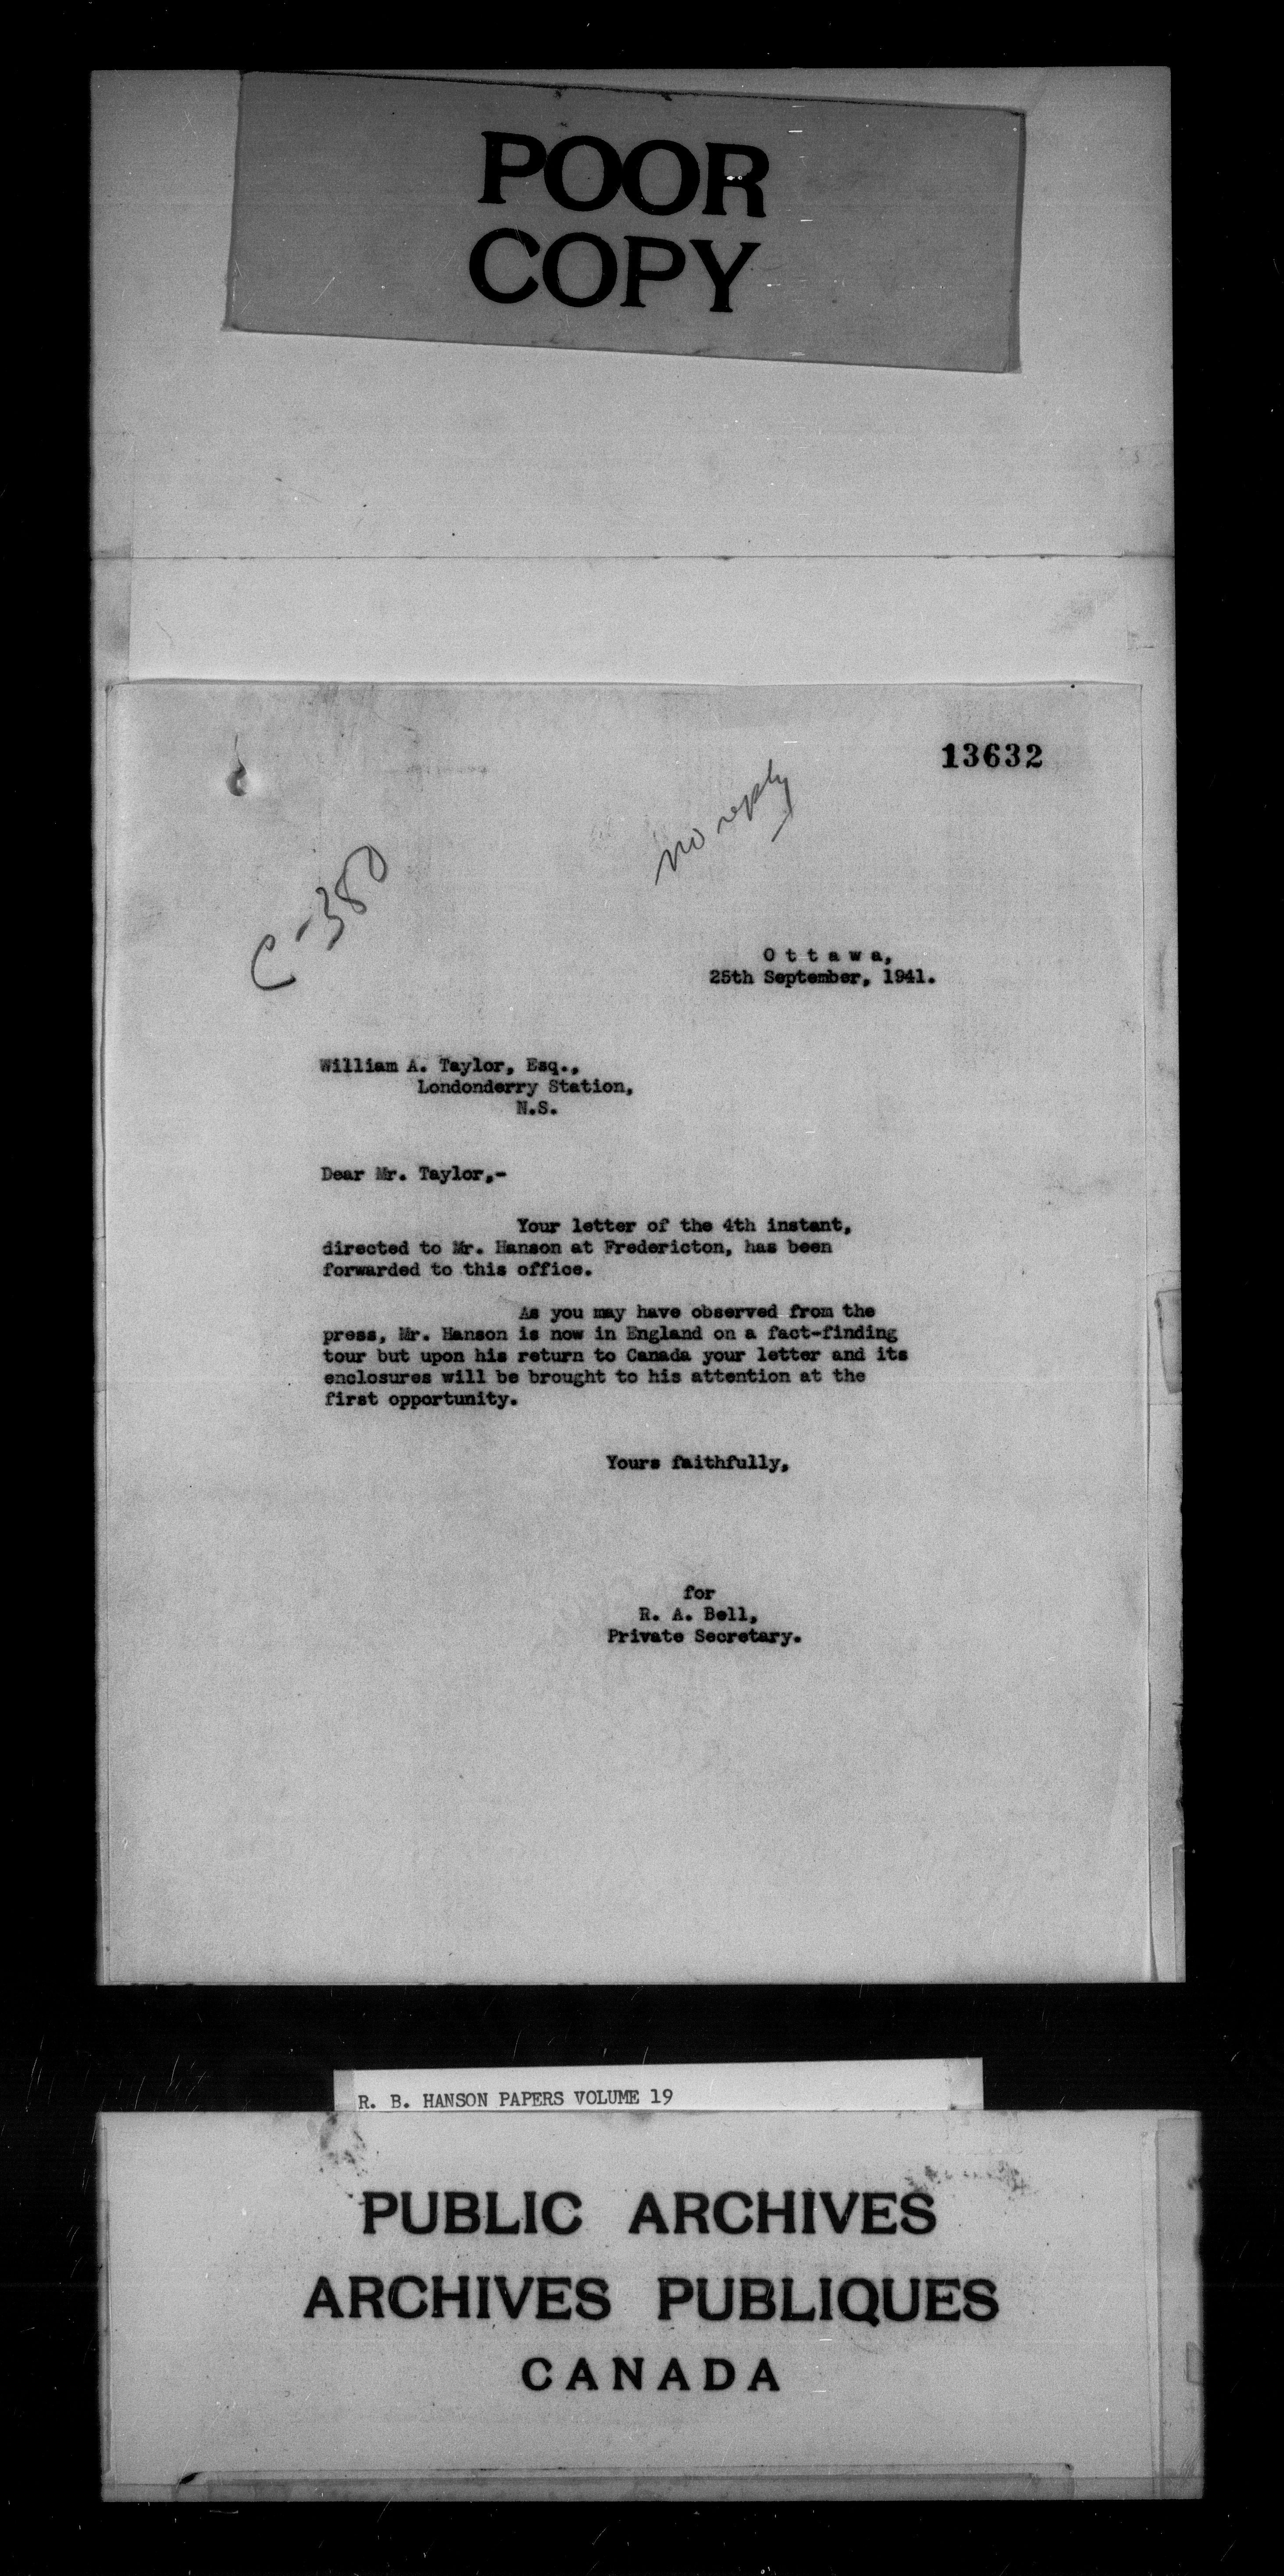 POOR
COPY
13632
no reply
C-380
Ottawa,
25th September, 1941.
William A. Taylor, Esq.,
Londonderry Station,
N.S.
Dear Mr. Taylor,-
Your letter of the 4th instant,
directed to Mr. Hanson at Fredericton, has been
forwarded to this office.
As you may have observed from the
press, Mr. Hanson is now in England on a fact-finding
tour but upon his return to Canada your letter and its
enclosures will be brought to his attention at the
first opportunity.
Yours faithfully,
for
R. A. Bell,
Private Secretary.
R. B. HANSON PAPERS VOLUME 19
PUBLIC ARCHIVES
ARCHIVES PUBLIQUES
CANADA